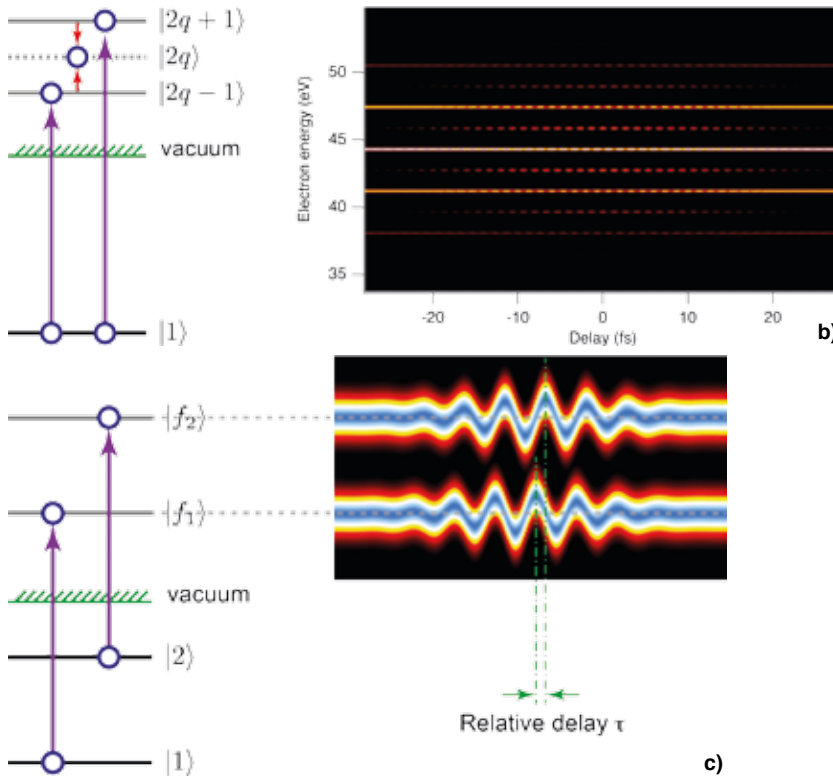 |2q + 1⟩
|2q⟩
|2q − 1⟩
vacuum
|1⟩
Electron energy (eV)
50
45
40
35
-20
-10
0
10
20
Delay (fs)
b)
|f₂⟩
|f₁⟩
vacuum
|2⟩
|1⟩
Relative delay τ
c)